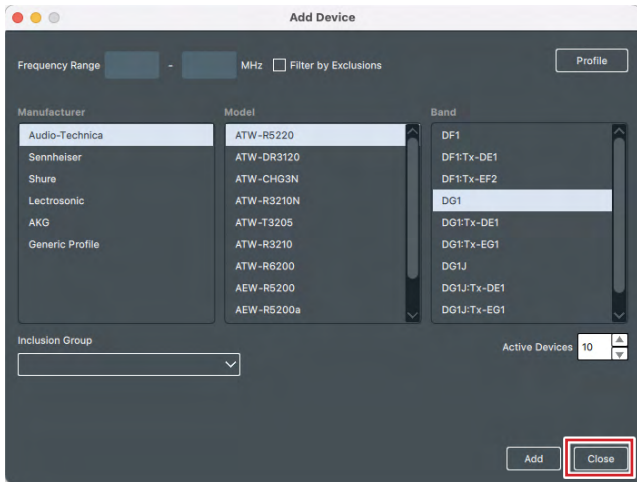 Add Device
Frequency Range - MHz Filter by Exclusions Profile
Manufacturer Model Band
Audio-Technica ATW-R5220 DF1
Sennheiser ATW-DR3120 DF1:Tx-DE1
Shure ATW-CHG3N DF1:Tx-EF2
Lectrosonic ATW-R3210N DG1
AKG ATW-T3205 DG1:Tx-DE1
Generic Profile ATW-R3210 DG1:Tx-EG1
ATW-R6200 DG1J
AEW-R5200 DG1J:Tx-DE1
AEW-R5200a DG1J:Tx-EG1
Inclusion Group
Active Devices 10
Add Close